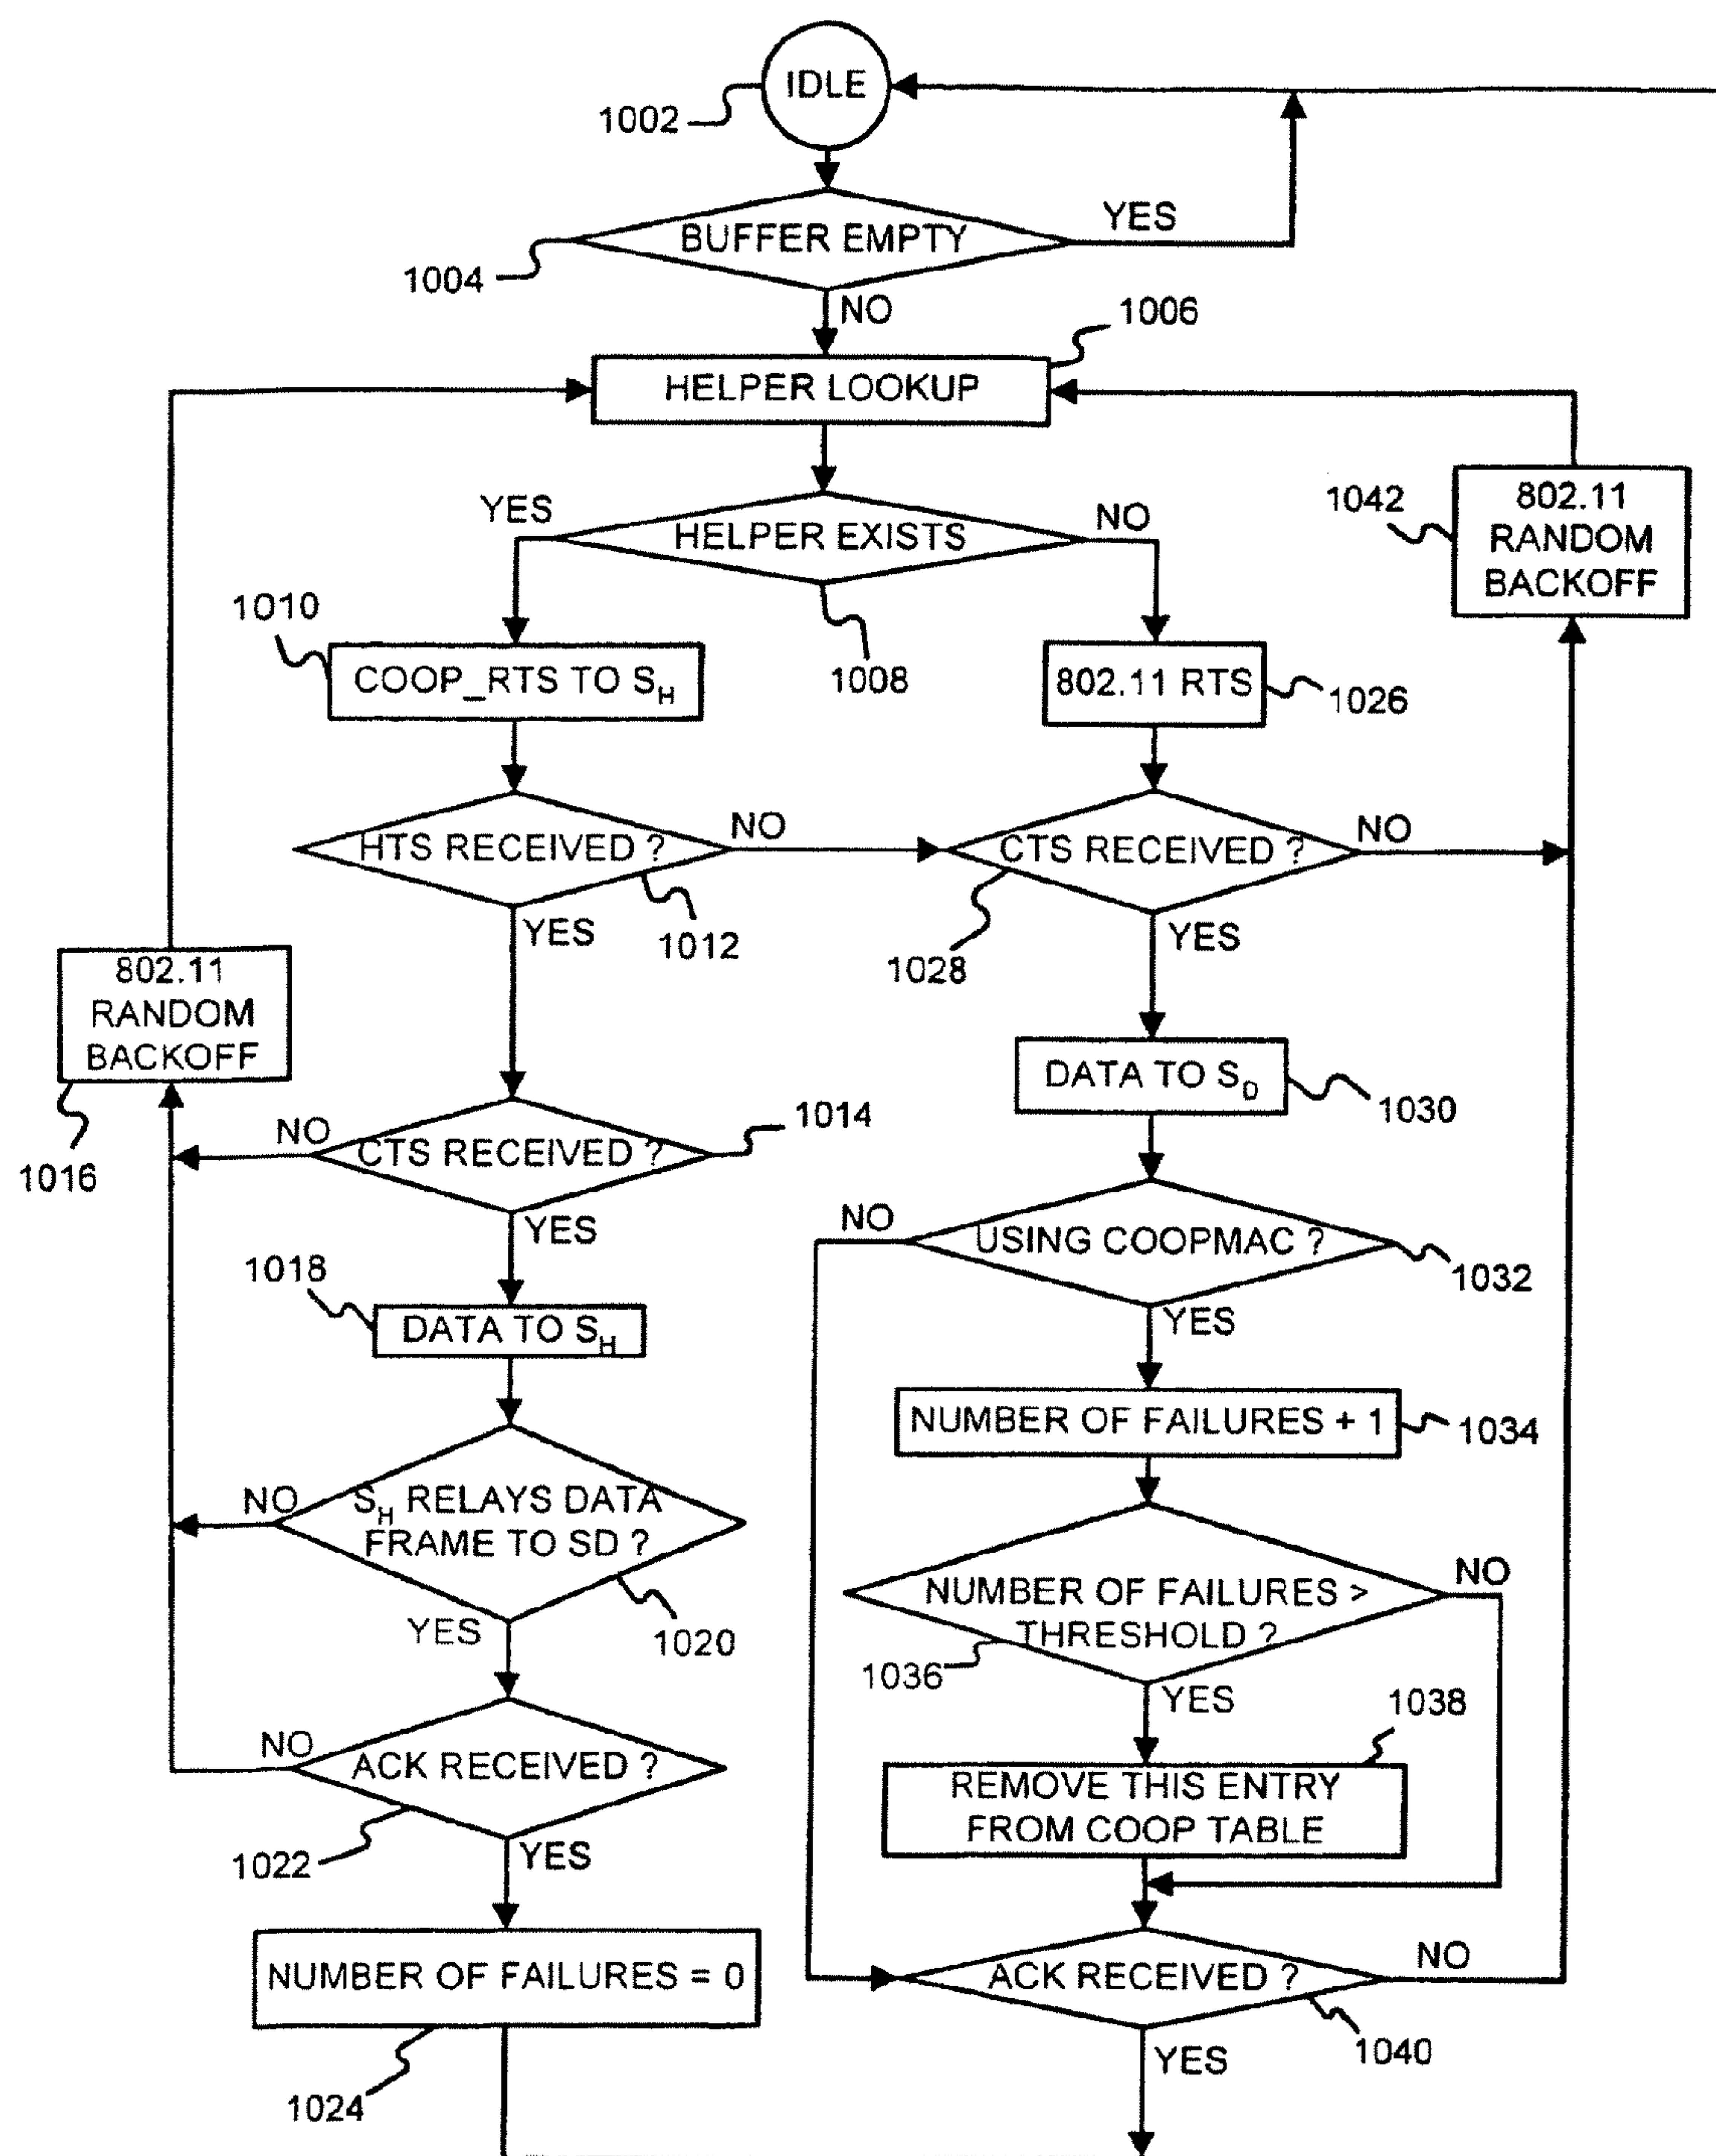 IDLE
1002
BUFFER EMPTY
YES
1004
NO
1006
HELPER LOOKUP
YES
HELPER EXISTS
NO
1042
802.11
RANDOM
BACKOFF
1010
COOP_RTS TO SH
1008
802.11 RTS
1026
HTS RECEIVED ?
NO
CTS RECEIVED ?
NO
YES
1012
1028
YES
802.11
RANDOM
BACKOFF
1016
DATA TO SD
1030
NO
CTS RECEIVED ?
1014
YES
NO
USING COOPMAC ?
1032
1018
DATA TO SH
YES
NUMBER OF FAILURES + 1
1034
NO
SH RELAYS DATA
FRAME TO SD ?
YES
1020
NUMBER OF FAILURES >
THRESHOLD ?
NO
1036
YES
1038
NO
ACK RECEIVED ?
REMOVE THIS ENTRY
FROM COOP TABLE
1022
YES
NUMBER OF FAILURES = 0
ACK RECEIVED ?
NO
1024
YES
1040